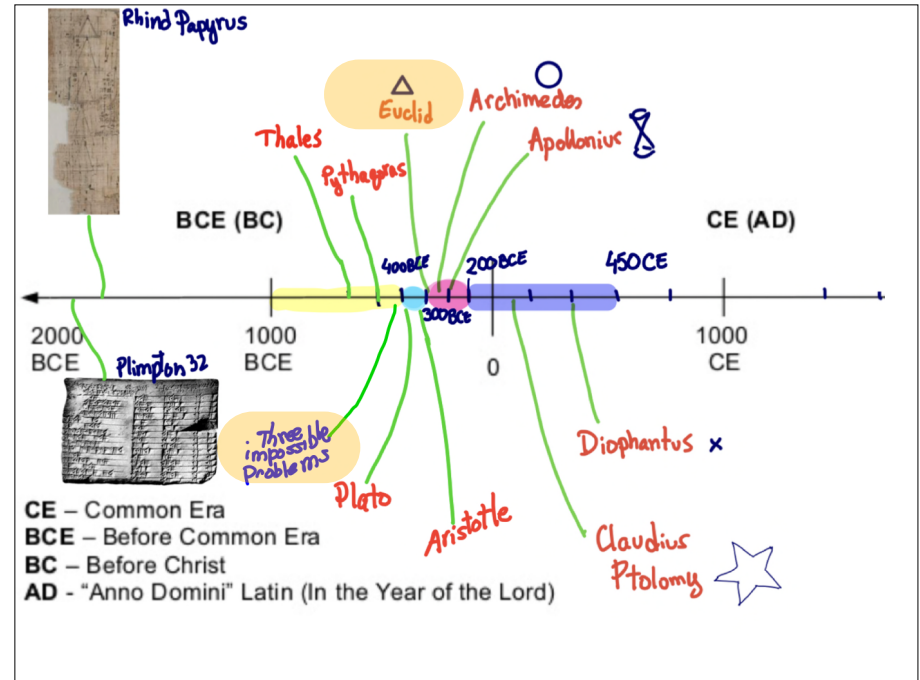 Rhind Papyrus
Euclid
Archimedes
Apollonius
Thales
Pythagoras
BCE (BC)
CE (AD)
400BCE
200BCE
450CE
300BCE
2000
BCE
1000
BCE
0
1000
CE
Plimpton 32
Three
impossible
Problems
Plato
Aristotle
Diophantus x
Claudius
Ptolomy
CE – Common Era
BCE – Before Common Era
BC – Before Christ
AD - “Anno Domini” Latin (In the Year of the Lord)